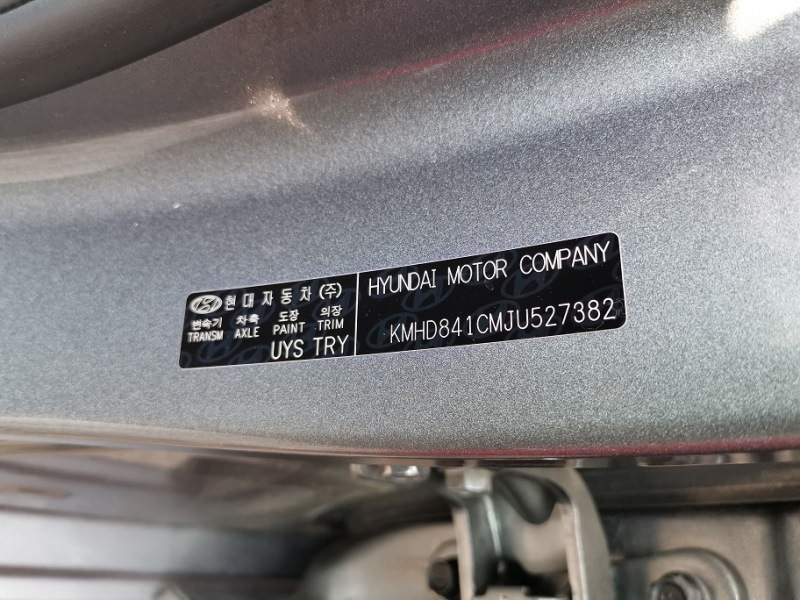 현대자동차(주)
변속기 차축 도장 의장
TRANSM AXLE PAINT TRIM
UYS TRY
HYUNDAI MOTOR COMPANY
KMHD841CMJU527382